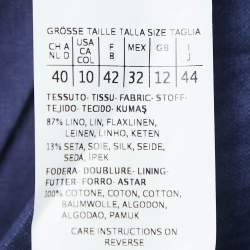 GRÖSSE TAILLE TALLA SIZE TAGLIA
CH A NL D
USA CA COL
F B
MEX
GB
I J
40 10 42 32 12 44
TESSUTO-TISSU-FABRIC-STOFF-
TEJIDO-TECIDO-KUMAŞ
87% LINO, LIN, FLAXLINEN,
LEINEN, LINHO, KETEN
13% SETA, SOIE, SILK, SEIDE,
SEDA, IPEK
FODERA-DOUBLURE-LINING-
FUTTER-FORRO-ASTAR
100% COTONE, COTON, COTTON,
BAUMWOLLE, ALGODON,
ALGODAO, PAMUK
CARE INSTRUCTIONS ON
REVERSE